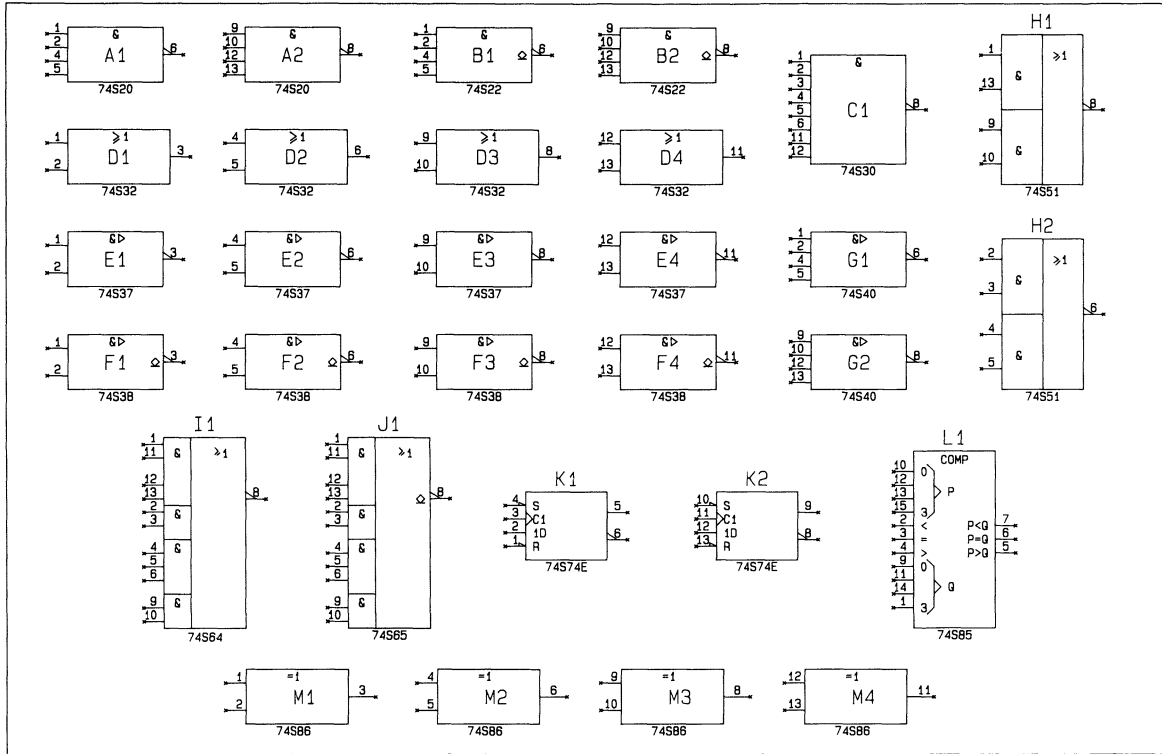 1 2 4 5 & A1 6 74S20
9 10 12 13 & A2 8 74S20
1 2 4 5 & B1 6 74S22
9 10 12 13 & B2 8 74S22
1 2 3 4 5 6 11 12 & C1 8 74S30
H1
1 13 9 10 & & ≥1 8 74S51
1 2 ≥1 D1 3 74S32
4 5 ≥1 D2 6 74S32
9 10 ≥1 D3 8 74S32
12 13 ≥1 D4 11 74S32
1 2 &▷ E1 3 74S37
4 5 &▷ E2 6 74S37
9 10 &▷ E3 8 74S37
12 13 &▷ E4 11 74S37
1 2 4 5 &▷ G1 6 74S40
H2
2 3 4 5 & & ≥1 6 74S51
1 2 &▷ F1 3 74S38
4 5 &▷ F2 6 74S38
9 10 &▷ F3 8 74S38
12 13 &▷ F4 11 74S38
9 10 12 13 &▷ G2 8 74S40
I1
1 11 12 13 2 3 4 5 6 9 10 & & & & ≥1 8 74S64
J1
1 11 12 13 2 3 4 5 6 9 10 & & & & ≥1 8 74S65
K1
4 S 5
3 C1
2 1D 6
1 R
74S74E
K2
10 S 9
11 C1
12 1D 8
13 R
74S74E
L1
COMP
10 0
12
13 P
15 3
2 < P<Q 7
3 = P=Q 6
4 > P>Q 5
9 0
11
14 Q
1 3
74S85
1 2 =1 M1 3 74S86
4 5 =1 M2 6 74S86
9 10 =1 M3 8 74S86
12 13 =1 M4 11 74S86